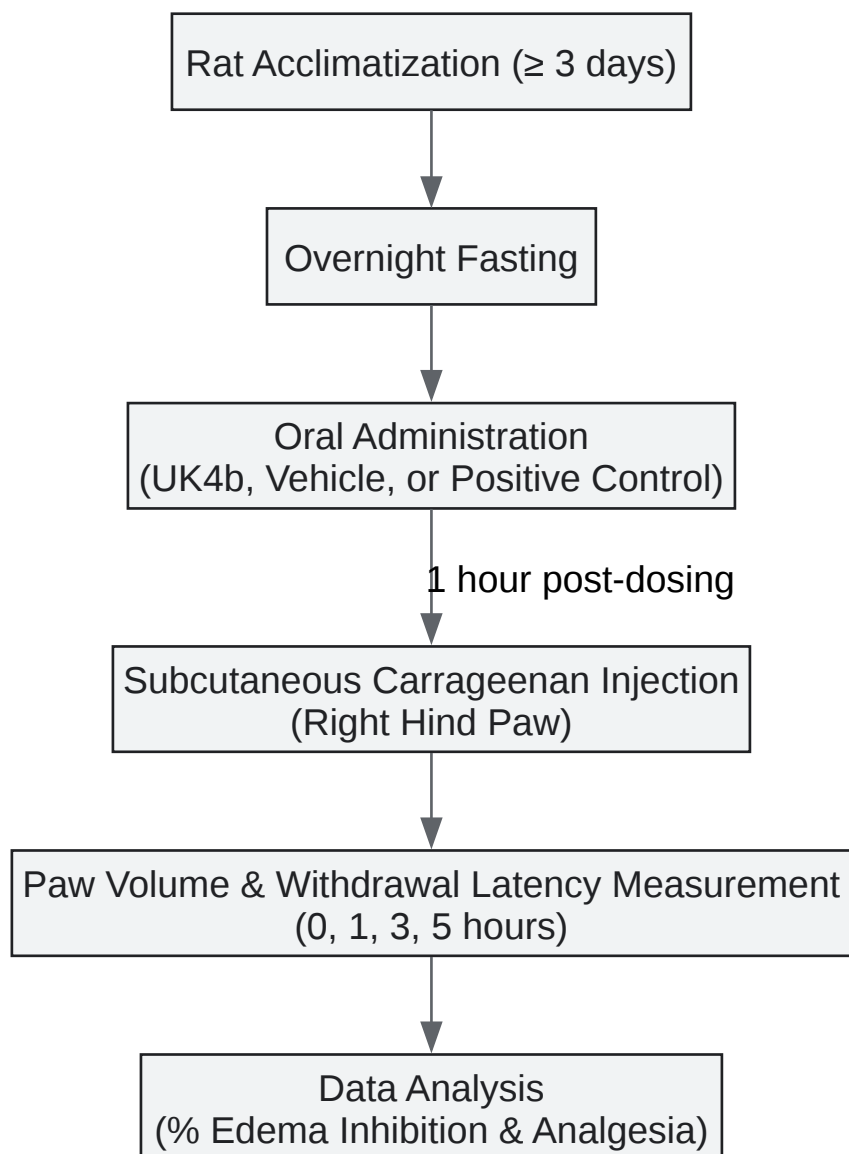 Rat Acclimatization (≥ 3 days)
Overnight Fasting
Oral Administration
(UK4b, Vehicle, or Positive Control)
1 hour post-dosing
Subcutaneous Carrageenan Injection
(Right Hind Paw)
Paw Volume & Withdrawal Latency Measurement
(0, 1, 3, 5 hours)
Data Analysis
(% Edema Inhibition & Analgesia)